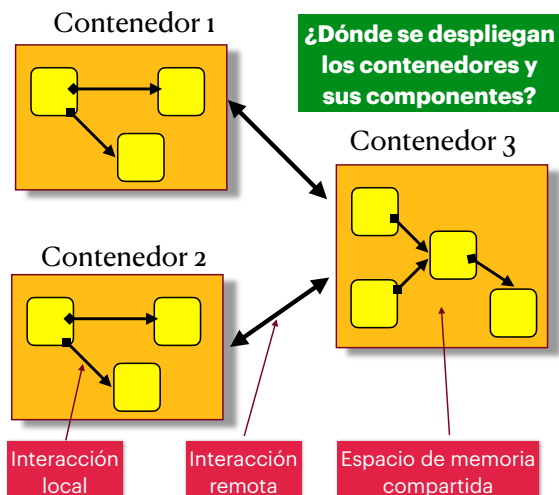 Contenedor 1
¿Dónde se despliegan
los contenedores y
sus componentes?
Contenedor 3
Contenedor 2
Interacción
local
Interacción
remota
Espacio de memoria
compartida